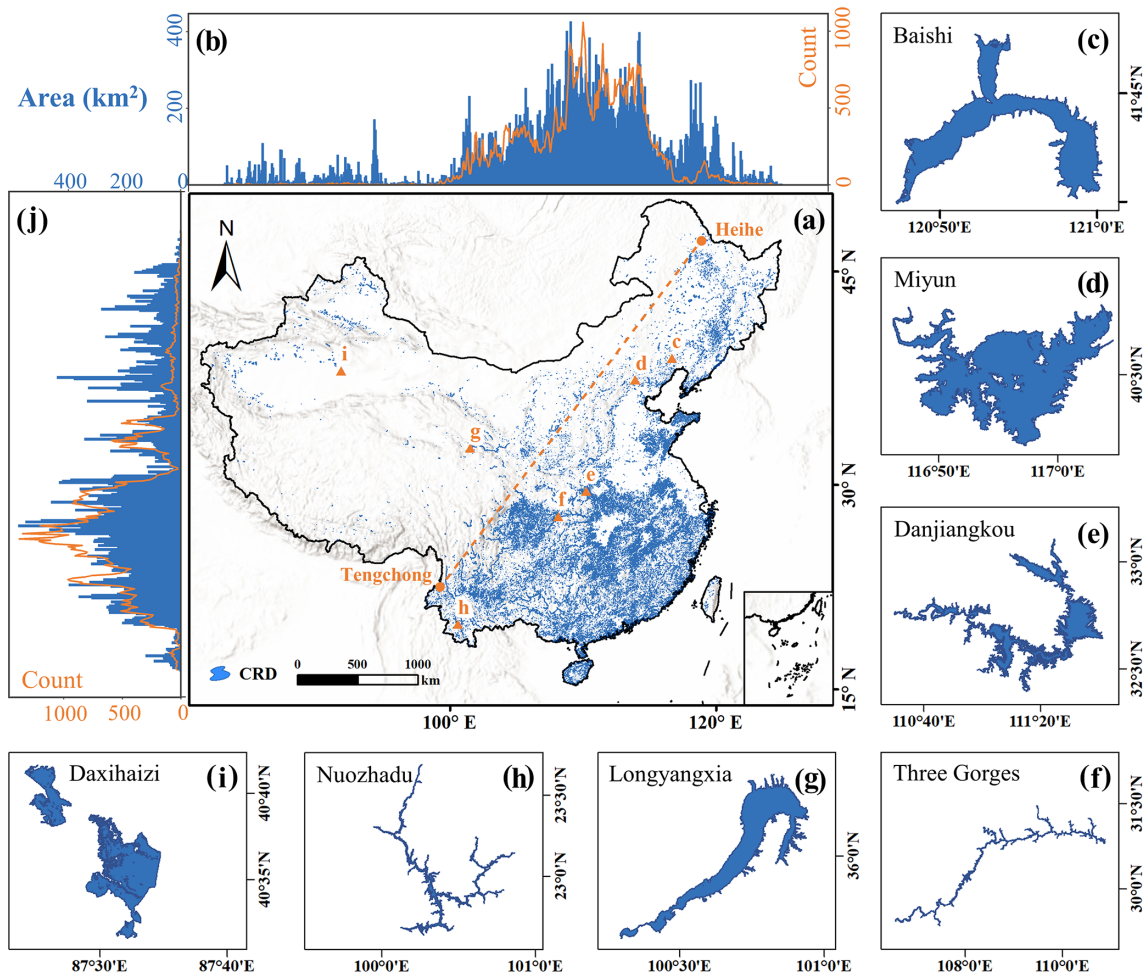 (b)
400
200
0
Area (km²)
1000
500
0
Count
(c)
Baishi
41°45'N
120°50'E
121°0'E
400
200
(j)
Count
1000
500
0
(a)
N
Heihe
Tengchong
c
d
e
f
g
h
i
CRD
0
500
1000
km
45°N
30°N
15°N
100°E
120°E
(d)
Miyun
40°30'N
116°50'E
117°0'E
(e)
Danjiangkou
33°0'N
32°30'N
110°40'E
111°20'E
(i)
Daxihaizi
40°40'N
40°35'N
87°30'E
87°40'E
(h)
Nuozhadu
23°30'N
23°0'N
100°0'E
101°0'E
(g)
Longyangxia
36°0'N
100°30'E
101°0'E
(f)
Three Gorges
31°30'N
30°0'N
108°0'E
110°0'E